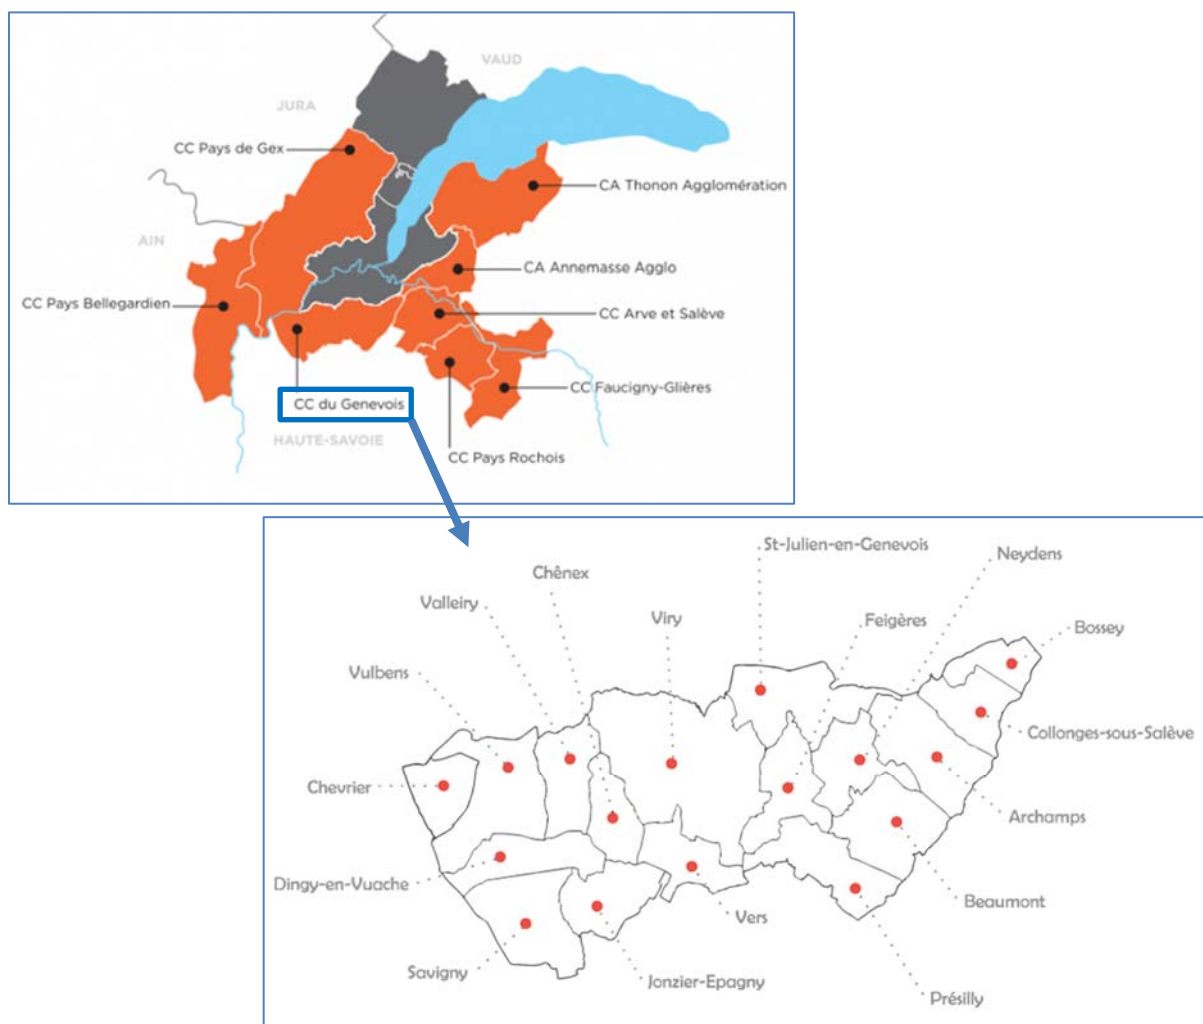 VAUD
JURA
CC Pays de Gex
CA Thonon Agglomération
AIN
CA Annemasse Agglo
CC Pays Bellegardien
CC Arve et Salève
CC Faucigny-Glières
CC du Genevois
HAUTE-SAVOIE
CC Pays Rochois
St-Julien-en-Genevois
Neydens
Chênex
Valleiry
Viry
Feigères
Bossey
Vulbens
Collonges-sous-Salève
Chevrier
Archamps
Dingy-en-Vuache
Beaumont
Vers
Savigny
Jonzier-Epagny
Présilly